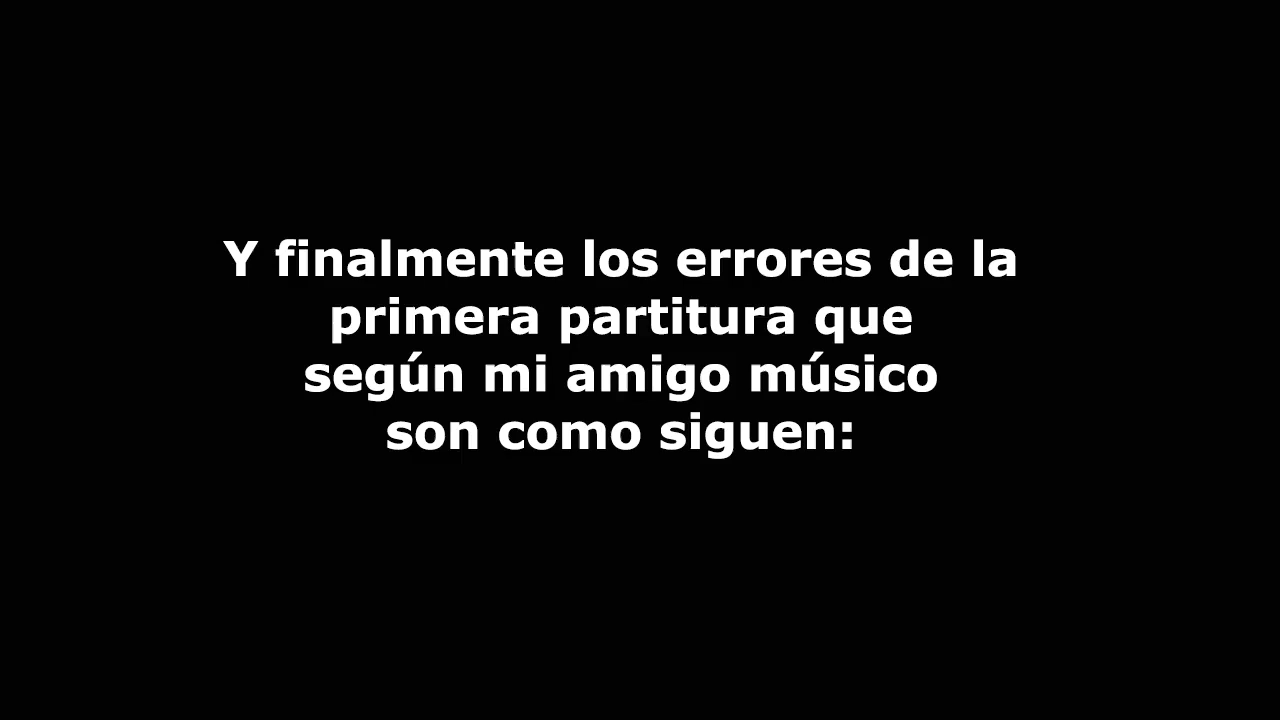 Y finalmente los errores de la
primera partitura que
según mi amigo músico
son como siguen: